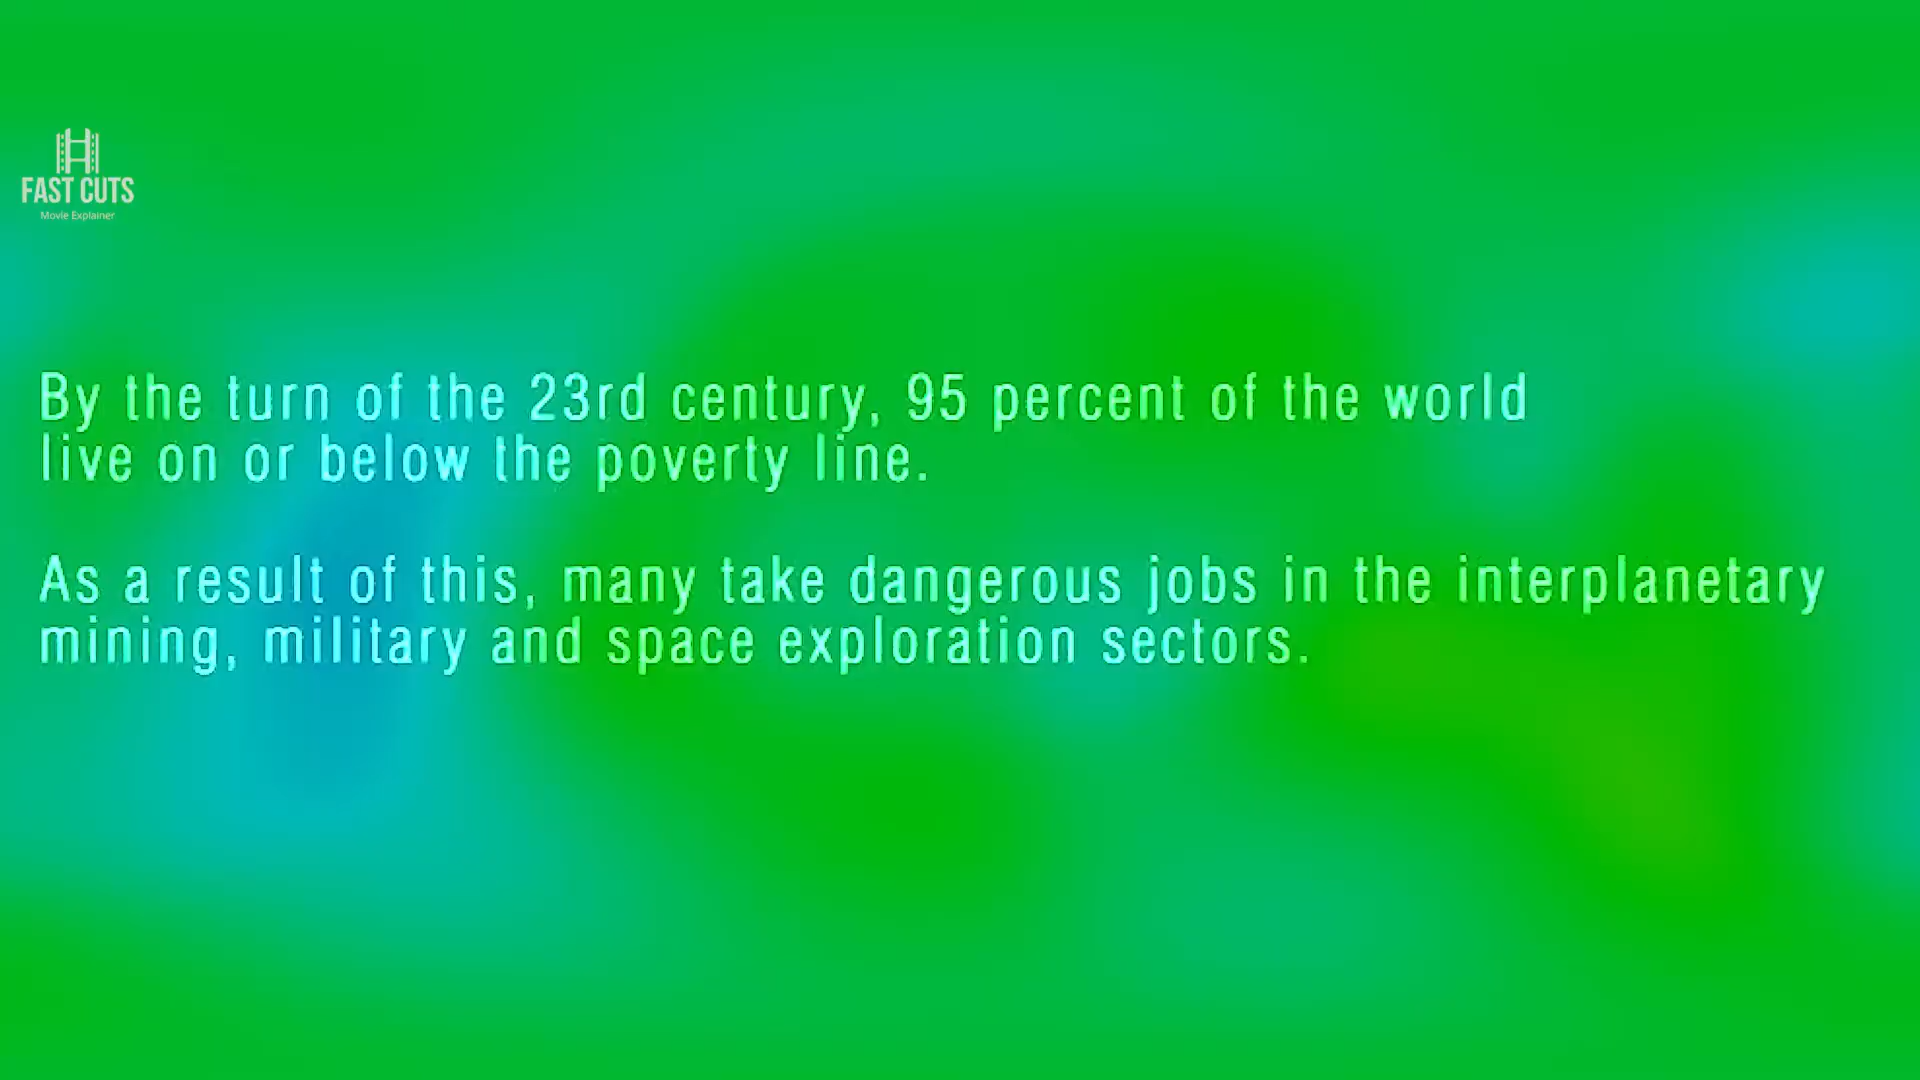 FAST CUTS
Movie Explainer
By the turn of the 23rd century, 95 percent of the world
live on or below the poverty line.
As a result of this, many take dangerous jobs in the interplanetary
mining, military and space exploration sectors.